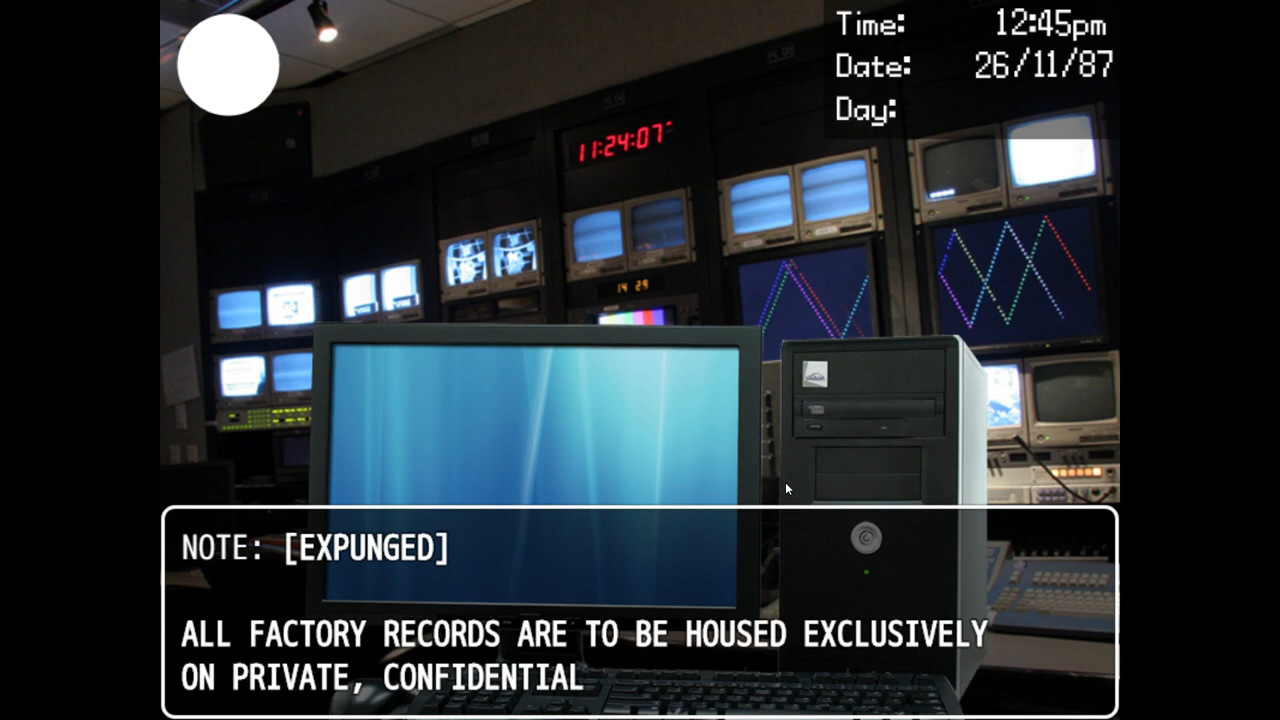 Time: 12:45pm
Date: 26/11/87
Day:
11:24:07
14 29
NOTE: [EXPUNGED]
ALL FACTORY RECORDS ARE TO BE HOUSED EXCLUSIVELY
ON PRIVATE, CONFIDENTIAL